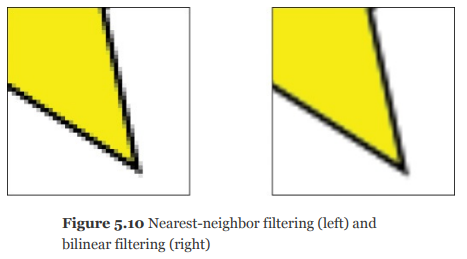 Figure 5.10 Nearest-neighbor filtering (left) and
bilinear filtering (right)